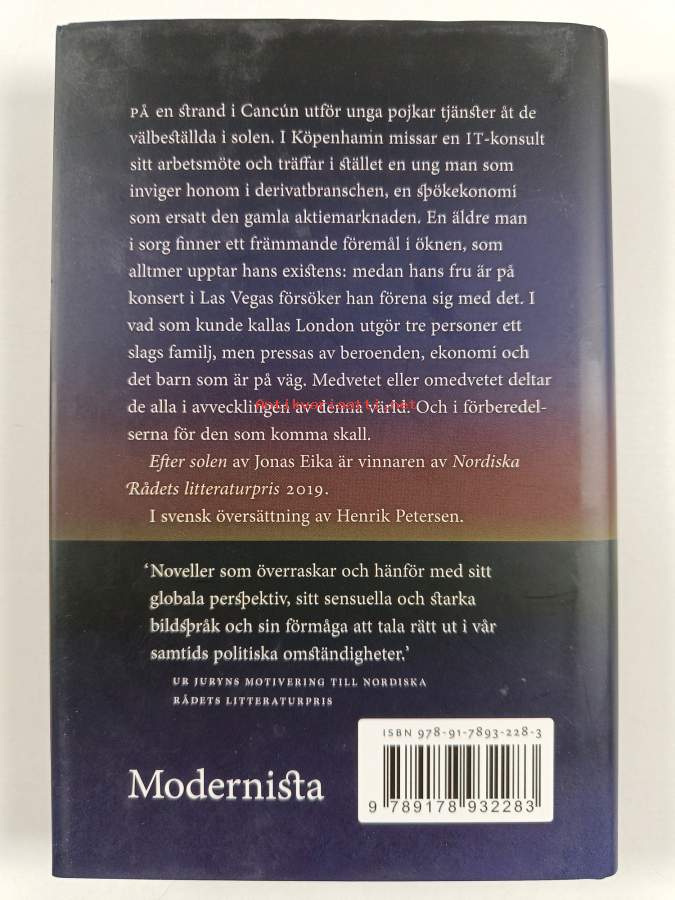 PÅ en strand i Cancún utför unga pojkar tjänster åt de
välbeställda i solen. I Köpenhamn missar en IT-konsult
sitt arbetsmöte och träffar i stället en ung man som
inviger honom i derivatbranschen, en spökekonomi
som ersatt den gamla aktiemarknaden. En äldre man
i sorg finner ett främmande föremål i öknen, som
alltmer upptar hans existens: medan hans fru är på
konsert i Las Vegas försöker han förena sig med det. I
vad som kunde kallas London utgör tre personer ett
slags familj, men pressas av beroenden, ekonomi och
det barn som är på väg. Medvetet eller omedvetet deltar
de alla i avvecklingen av denna värld. Och i förberedel-
Antikvariaatti.net
serna för den som komma skall.
Efter solen av Jonas Eika är vinnaren av Nordiska
Rådets litteraturpris 2019.
I svensk översättning av Henrik Petersen.
‘Noveller som överraskar och hänför med sitt
globala perspektiv, sitt sensuella och starka
bildspråk och sin förmåga att tala rätt ut i vår
samtids politiska omständigheter.’
UR JURYNS MOTIVERING TILL NORDISKA
RÅDETS LITTERATURPRIS
ISBN 978-91-7893-228-3
Modernista
9 789178 932283